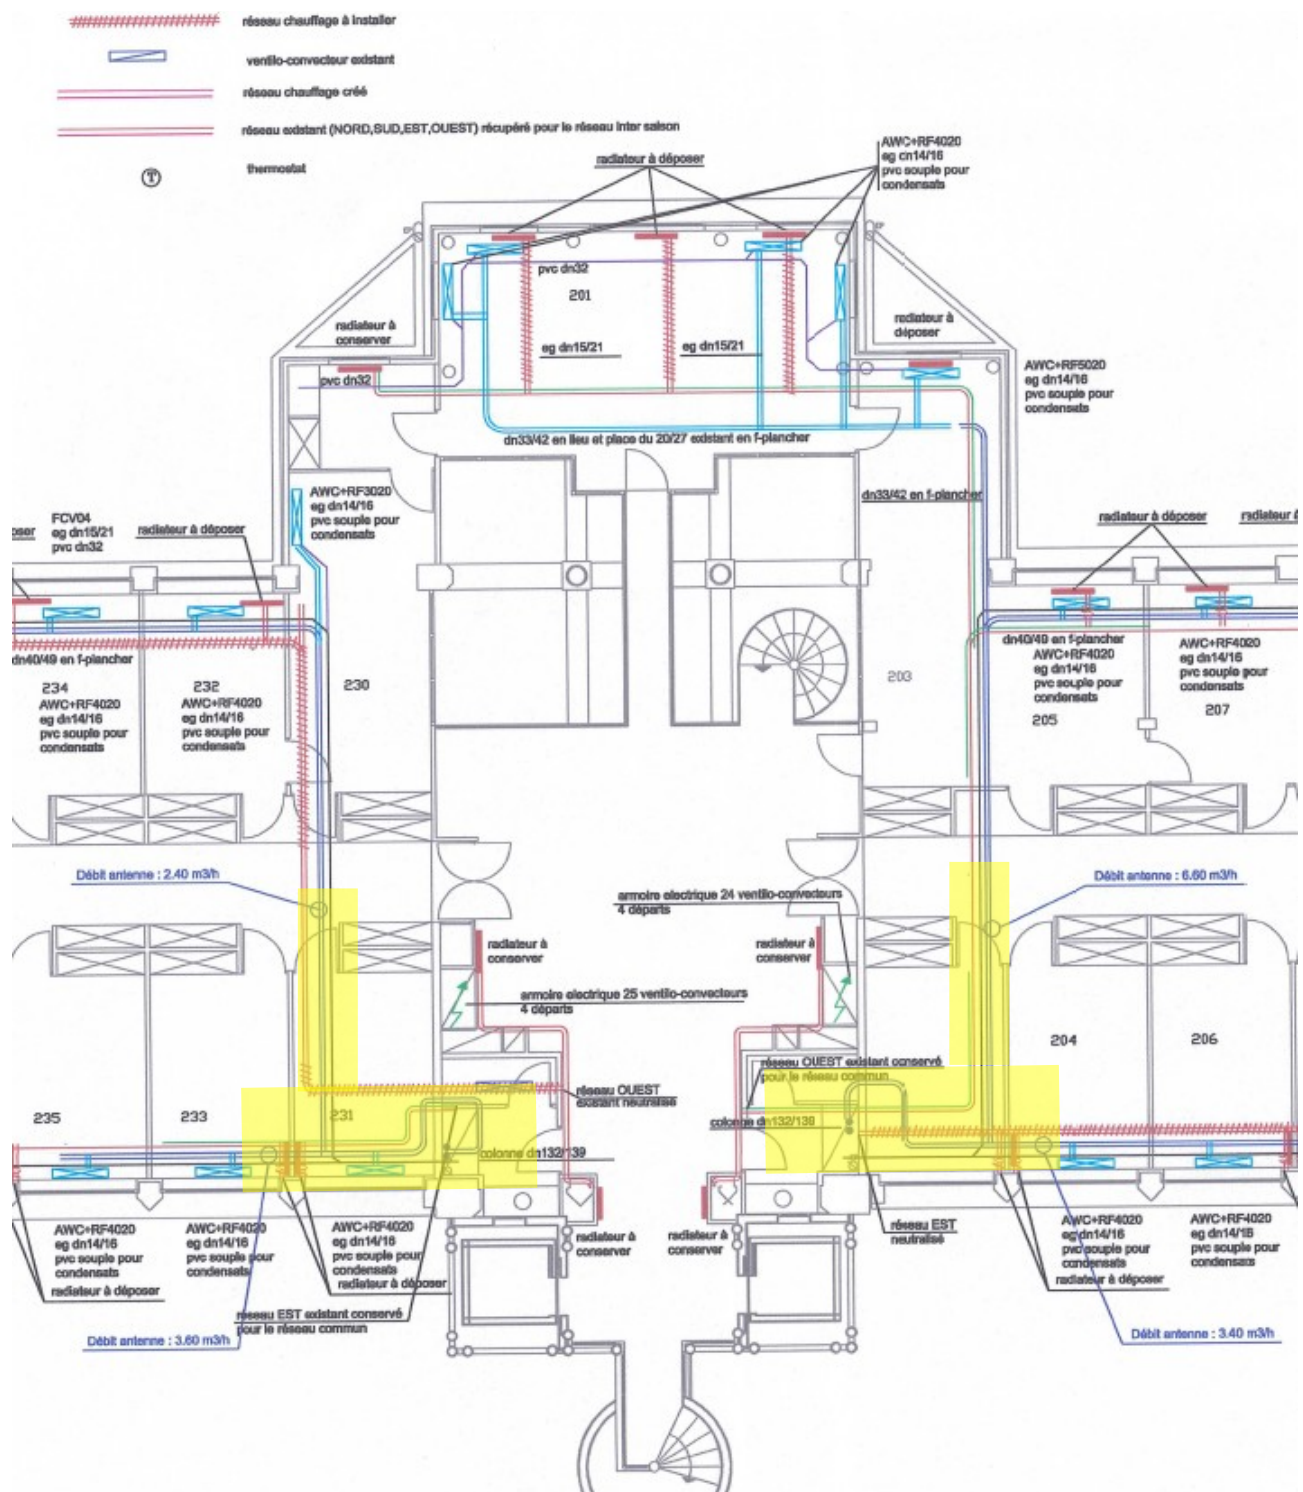 réseau chauffage à installer
ventilo-convecteur existant
réseau chauffage créé
réseau existant (NORD,SUD,EST,OUEST) récupéré pour le réseau inter saison
T
thermostat
radiateur à déposer
AWC+RF4020
eg dn14/16
pvc souple pour
condensats
pvc dn32
201
radiateur à
conserver
radiateur à
déposer
eg dn15/21
eg dn15/21
pvc dn32
AWC+RF5020
eg dn14/16
pvc souple pour
condensats
dn33/42 en lieu et place du 20/27 existant en f-plancher
AWC+RF3020
eg dn14/16
pvc souple pour
condensats
dn33/42 en f-plancher
FCV04
eg dn15/21
pvc dn32
radiateur à déposer
radiateur à déposer
radiateur à
dn40/49 en f-plancher
234
AWC+RF4020
eg dn14/16
pvc souple pour
condensats
232
AWC+RF4020
eg dn14/16
pvc souple pour
condensats
230
203
dn40/49 en f-plancher
AWC+RF4020
eg dn14/16
pvc souple pour
condensats
205
AWC+RF4020
eg dn14/16
pvc souple pour
condensats
207
Débit antenne : 2.40 m3/h
Débit antenne : 6.60 m3/h
armoire electrique 24 ventilo-convecteurs
4 départs
radiateur à
conserver
radiateur à
conserver
armoire electrique 25 ventilo-convecteurs
4 départs
204
206
réseau OUEST existant conservé
pour le réseau commun
réseau OUEST
existant neutralisé
235
233
231
colonne dn132/139
colonne dn132/139
AWC+RF4020
eg dn14/16
pvc souple pour
condensats
radiateur à déposer
AWC+RF4020
eg dn14/16
pvc souple pour
condensats
AWC+RF4020
eg dn14/16
pvc souple pour
condensats
radiateur à déposer
radiateur à
conserver
radiateur à
conserver
réseau EST
neutralisé
AWC+RF4020
eg dn14/16
pvc souple pour
condensats
radiateur à déposer
AWC+RF4020
eg dn14/16
pvc souple pour
condensats
réseau EST existant conservé
pour le réseau commun
Débit antenne : 3.60 m3/h
Débit antenne : 3.40 m3/h